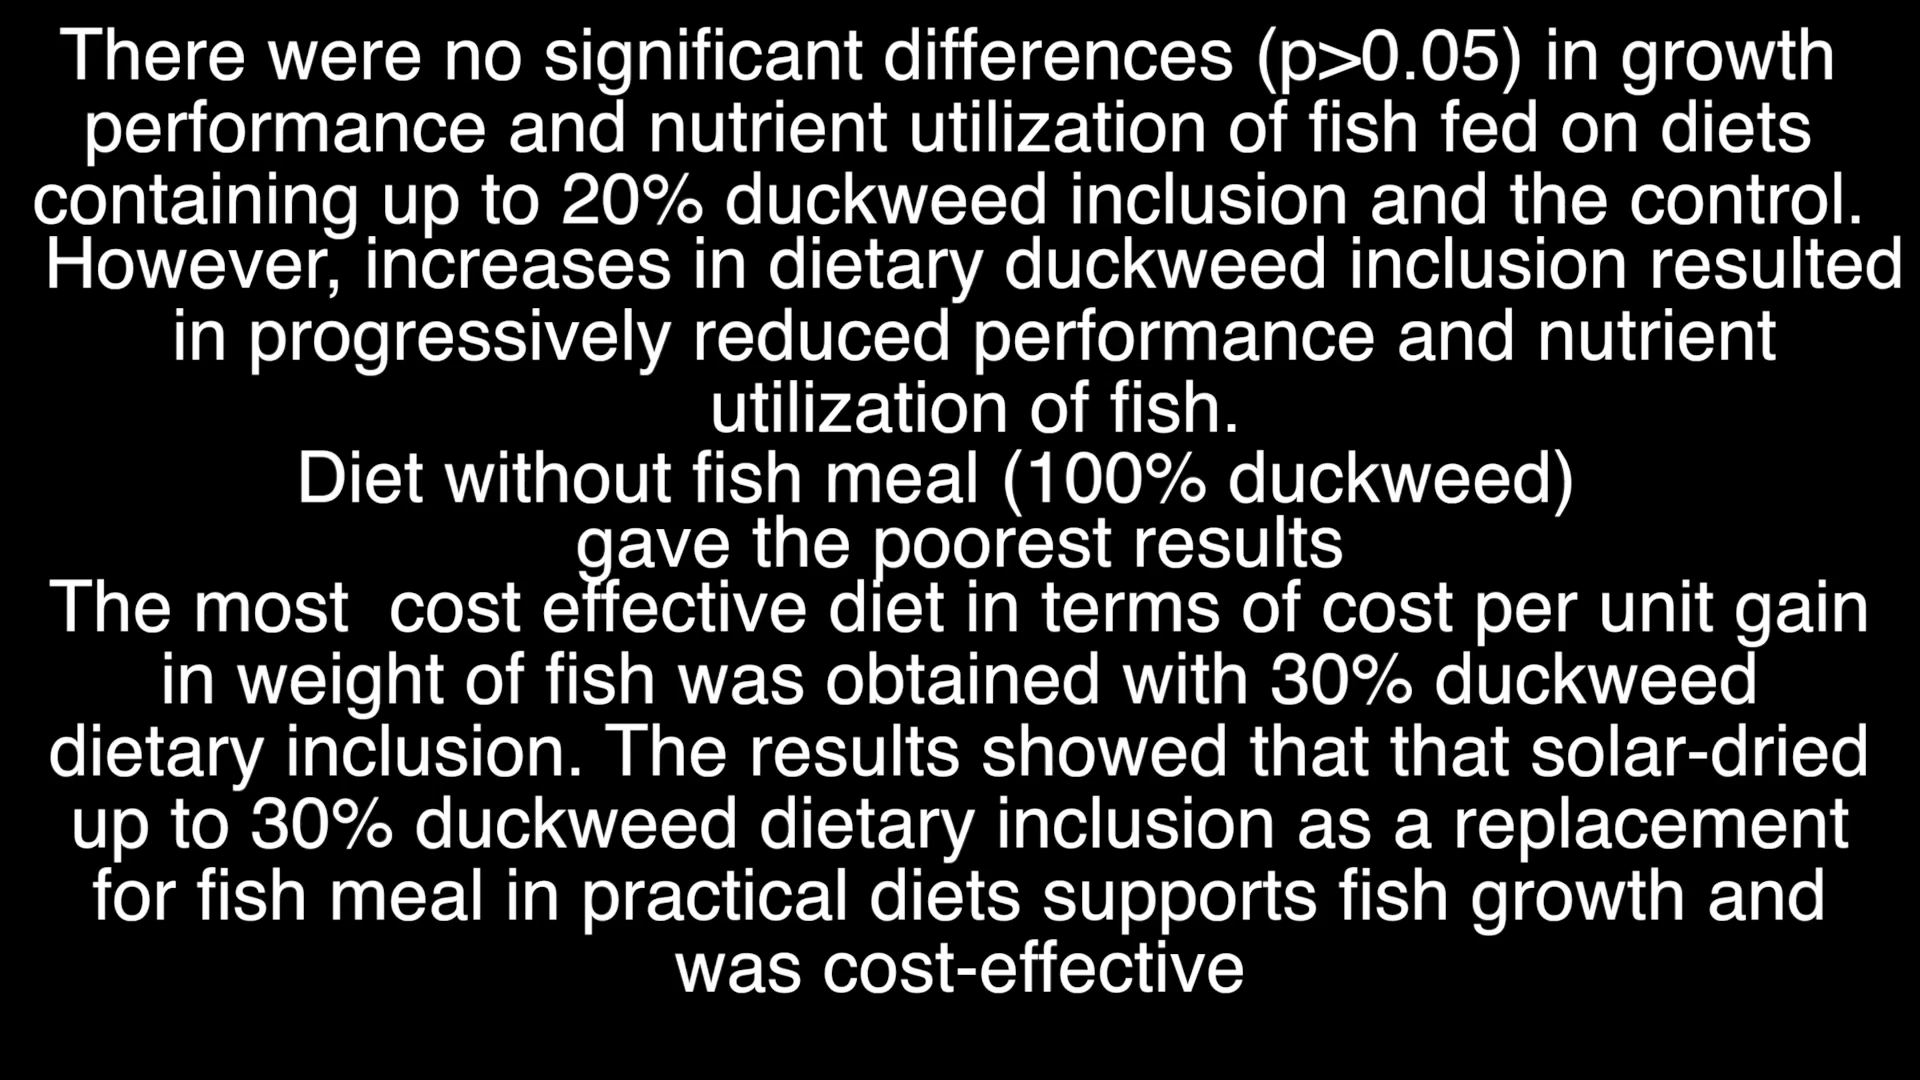 There were no significant differences (p>0.05) in growth
performance and nutrient utilization of fish fed on diets
containing up to 20% duckweed inclusion and the control.
However, increases in dietary duckweed inclusion resulted
in progressively reduced performance and nutrient
utilization of fish.
Diet without fish meal (100% duckweed)
gave the poorest results
The most  cost effective diet in terms of cost per unit gain
in weight of fish was obtained with 30% duckweed
dietary inclusion. The results showed that that solar-dried
up to 30% duckweed dietary inclusion as a replacement
for fish meal in practical diets supports fish growth and
was cost-effective